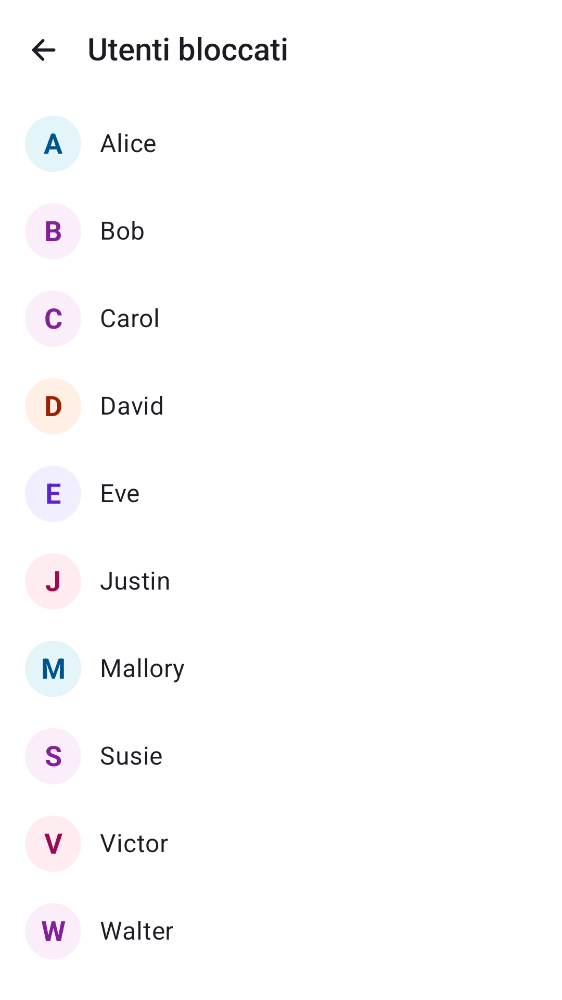 Utenti bloccati
A Alice
B Bob
C Carol
D David
E Eve
J Justin
M Mallory
S Susie
V Victor
W Walter